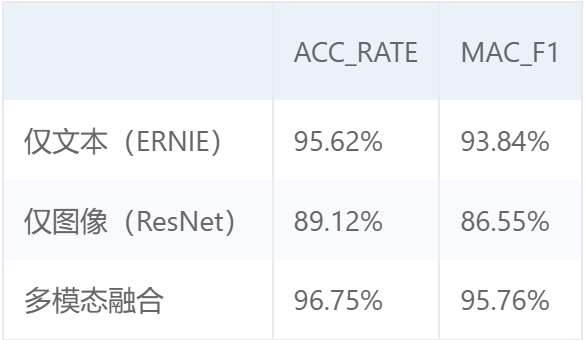 ACC_RATE MAC_F1
仅文本（ERNIE） 95.62% 93.84%
仅图像（ResNet） 89.12% 86.55%
多模态融合 96.75% 95.76%